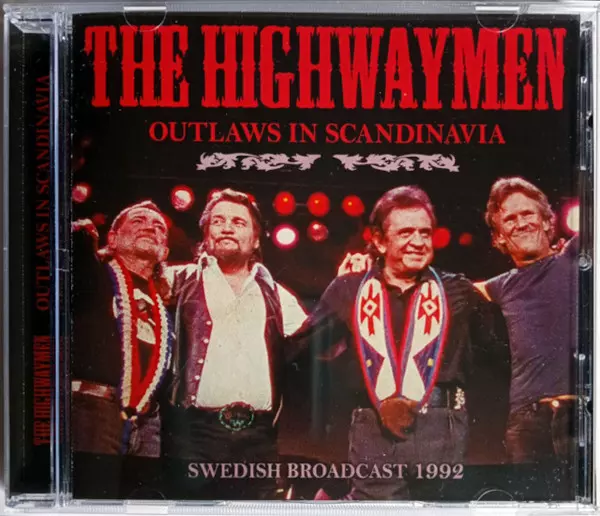 THE HIGHWAYMEN
OUTLAWS IN SCANDINAVIA
SWEDISH BROADCAST 1992
THE HIGHWAYMEN OUTLAWS IN SCANDINAVIA